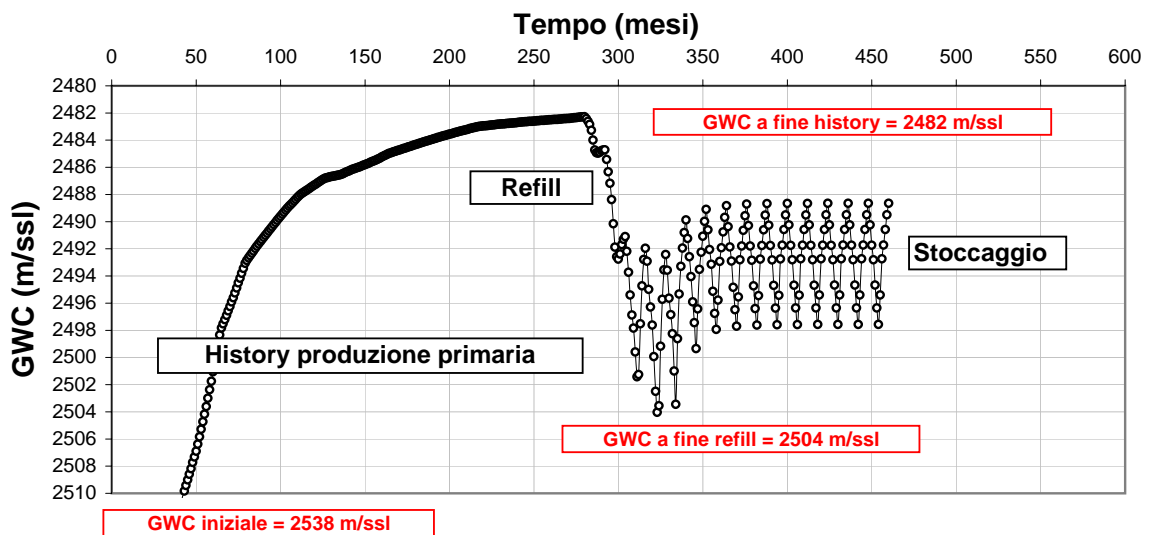 Tempo (mesi)
0 50 100 150 200 250 300 350 400 450 500 550 600
GWC (m/ssl)
2480
2482
2484
2486
2488
2490
2492
2494
2496
2498
2500
2502
2504
2506
2508
2510
GWC a fine history = 2482 m/ssl
Refill
Stoccaggio
History produzione primaria
GWC a fine refill = 2504 m/ssl
GWC iniziale = 2538 m/ssl